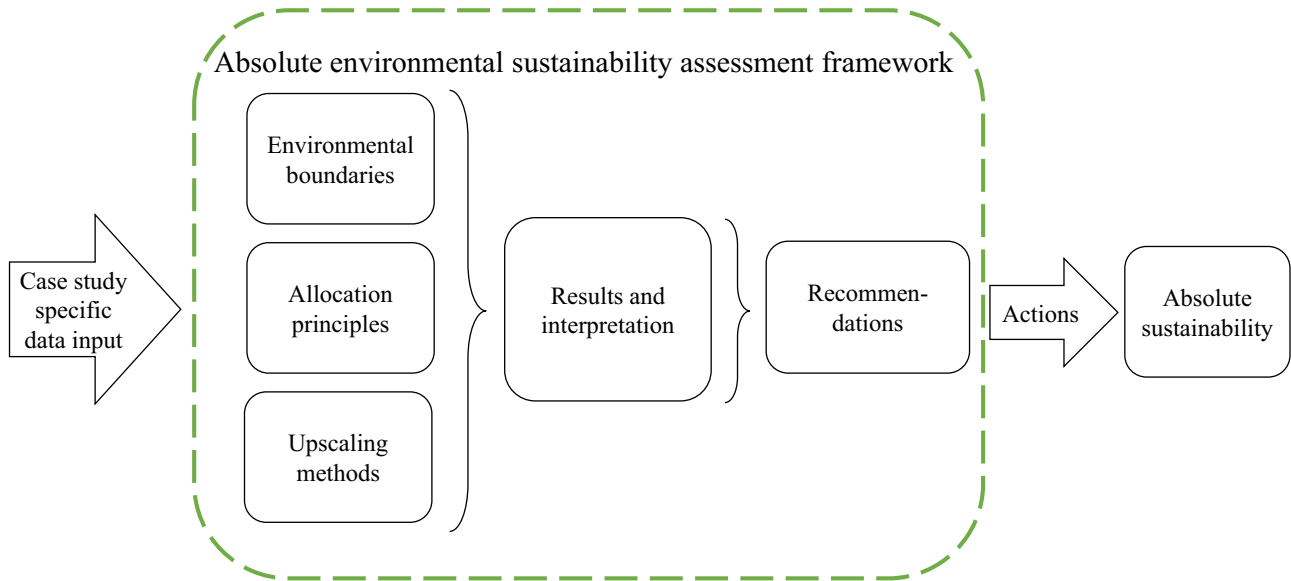 Absolute environmental sustainability assessment framework
Case study
specific
data input
Environmental
boundaries
Allocation
principles
Upscaling
methods
Results and
interpretation
Recommen-
dations
Actions
Absolute
sustainability